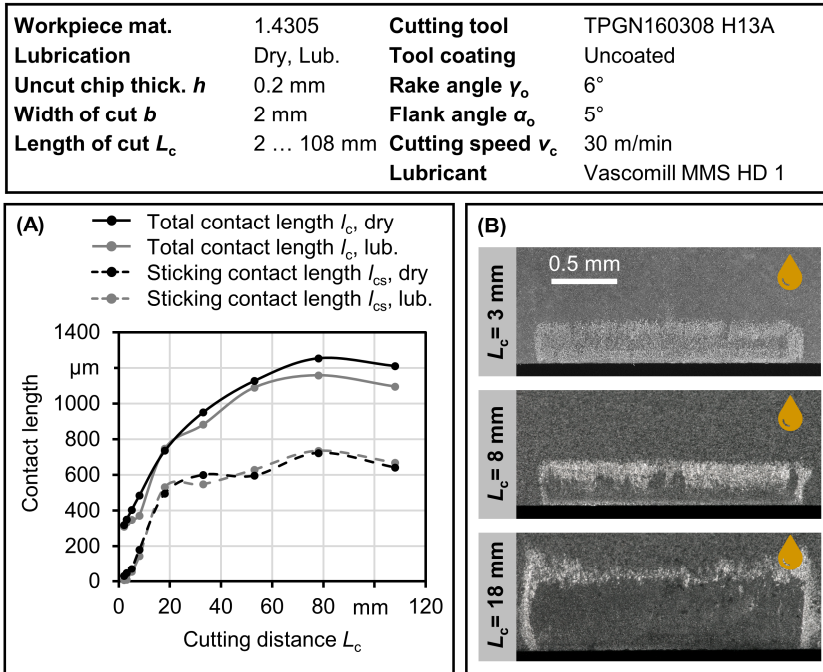 Workpiece mat. 1.4305 Cutting tool TPGN160308 H13A
Lubrication Dry, Lub. Tool coating Uncoated
Uncut chip thick. h 0.2 mm Rake angle γo 6°
Width of cut b 2 mm Flank angle αo 5°
Length of cut Lc 2 … 108 mm Cutting speed vc 30 m/min
Lubricant Vascomill MMS HD 1
(A)
Total contact length lc, dry
Total contact length lc, lub.
Sticking contact length lcs, dry
Sticking contact length lcs, lub.
1400
µm
1000
800
600
400
200
0
Contact length
0 20 40 60 80 mm 120
Cutting distance Lc
(B)
Lc= 3 mm
0.5 mm
Lc= 8 mm
Lc= 18 mm